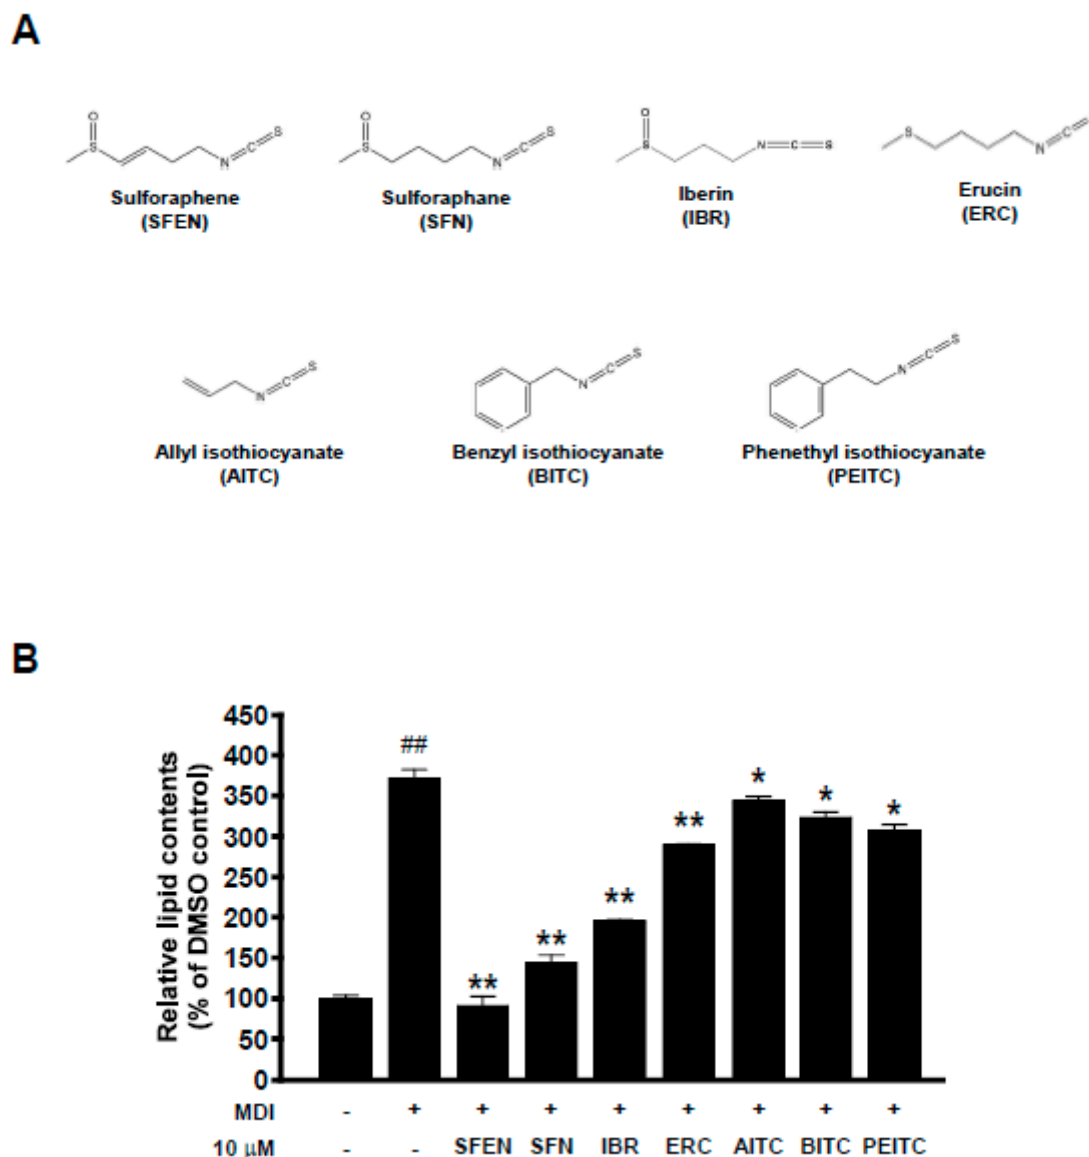 A
O
S
N
C
S
O
S
N
C
S
O
S
N
C
S
S
N
C
Sulforaphene
(SFEN)
Sulforaphane
(SFN)
Iberin
(IBR)
Erucin
(ERC)
N
C
S
N
C
S
N
C
S
Allyl isothiocyanate
(AITC)
Benzyl isothiocyanate
(BITC)
Phenethyl isothiocyanate
(PEITC)
B
Relative lipid contents
(% of DMSO control)
450
400
350
300
250
200
150
100
50
0
##
**
**
**
**
*
*
*
MDI - + + + + + + + +
10 μM - - SFEN SFN IBR ERC AITC BITC PEITC